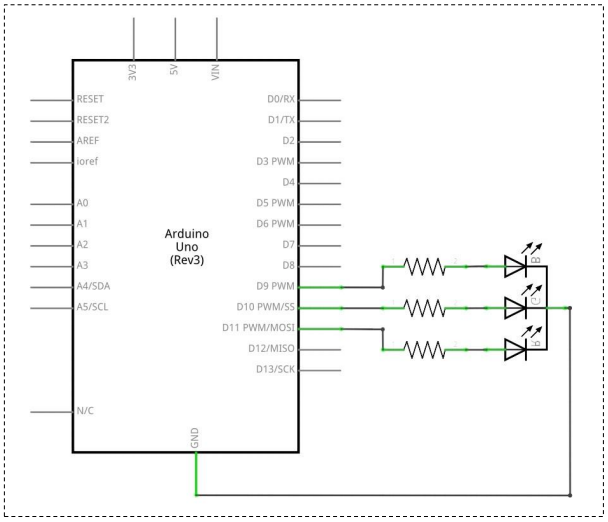 3V3
5V
VIN
RESET
RESET2
AREF
ioref
A0
A1
A2
A3
A4/SDA
A5/SCL
N/C
Arduino
Uno
(Rev3)
D0/RX
D1/TX
D2
D3 PWM
D4
D5 PWM
D6 PWM
D7
D8
D9 PWM
D10 PWM/SS
D11 PWM/MOSI
D12/MISO
D13/SCK
GND
B
G
R